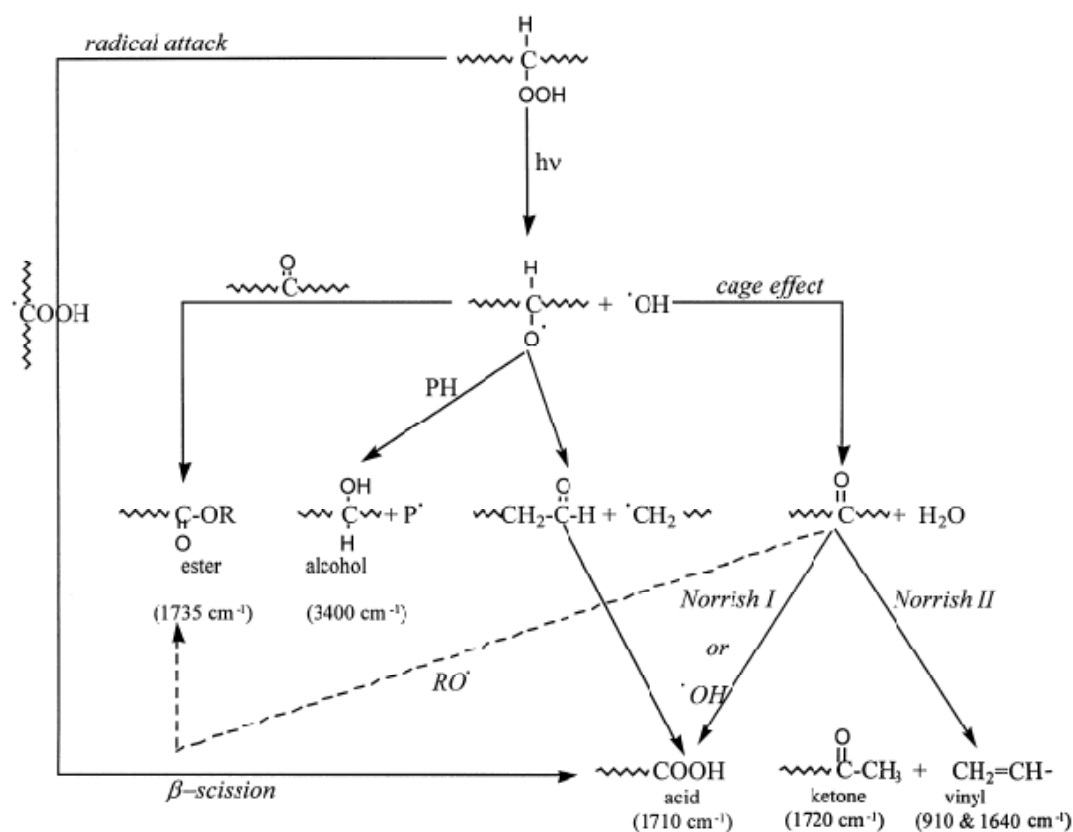 radical attack
H
C
OOH
hν
O
C
H
C
O· + ·CH
cage effect
·COOH
PH
C-OR
O
ester
(1735 cm⁻¹)
OH
C + P·
H
alcohol
(3400 cm⁻¹)
O
CH₂-C-H + ·CH₂
O
C + H₂O
Norrish I
or
·OH
Norrish II
RO·
β–scission
COOH
acid
(1710 cm⁻¹)
O
C-CH₃ + CH₂=CH-
ketone
(1720 cm⁻¹)
vinyl
(910 & 1640 cm⁻¹)